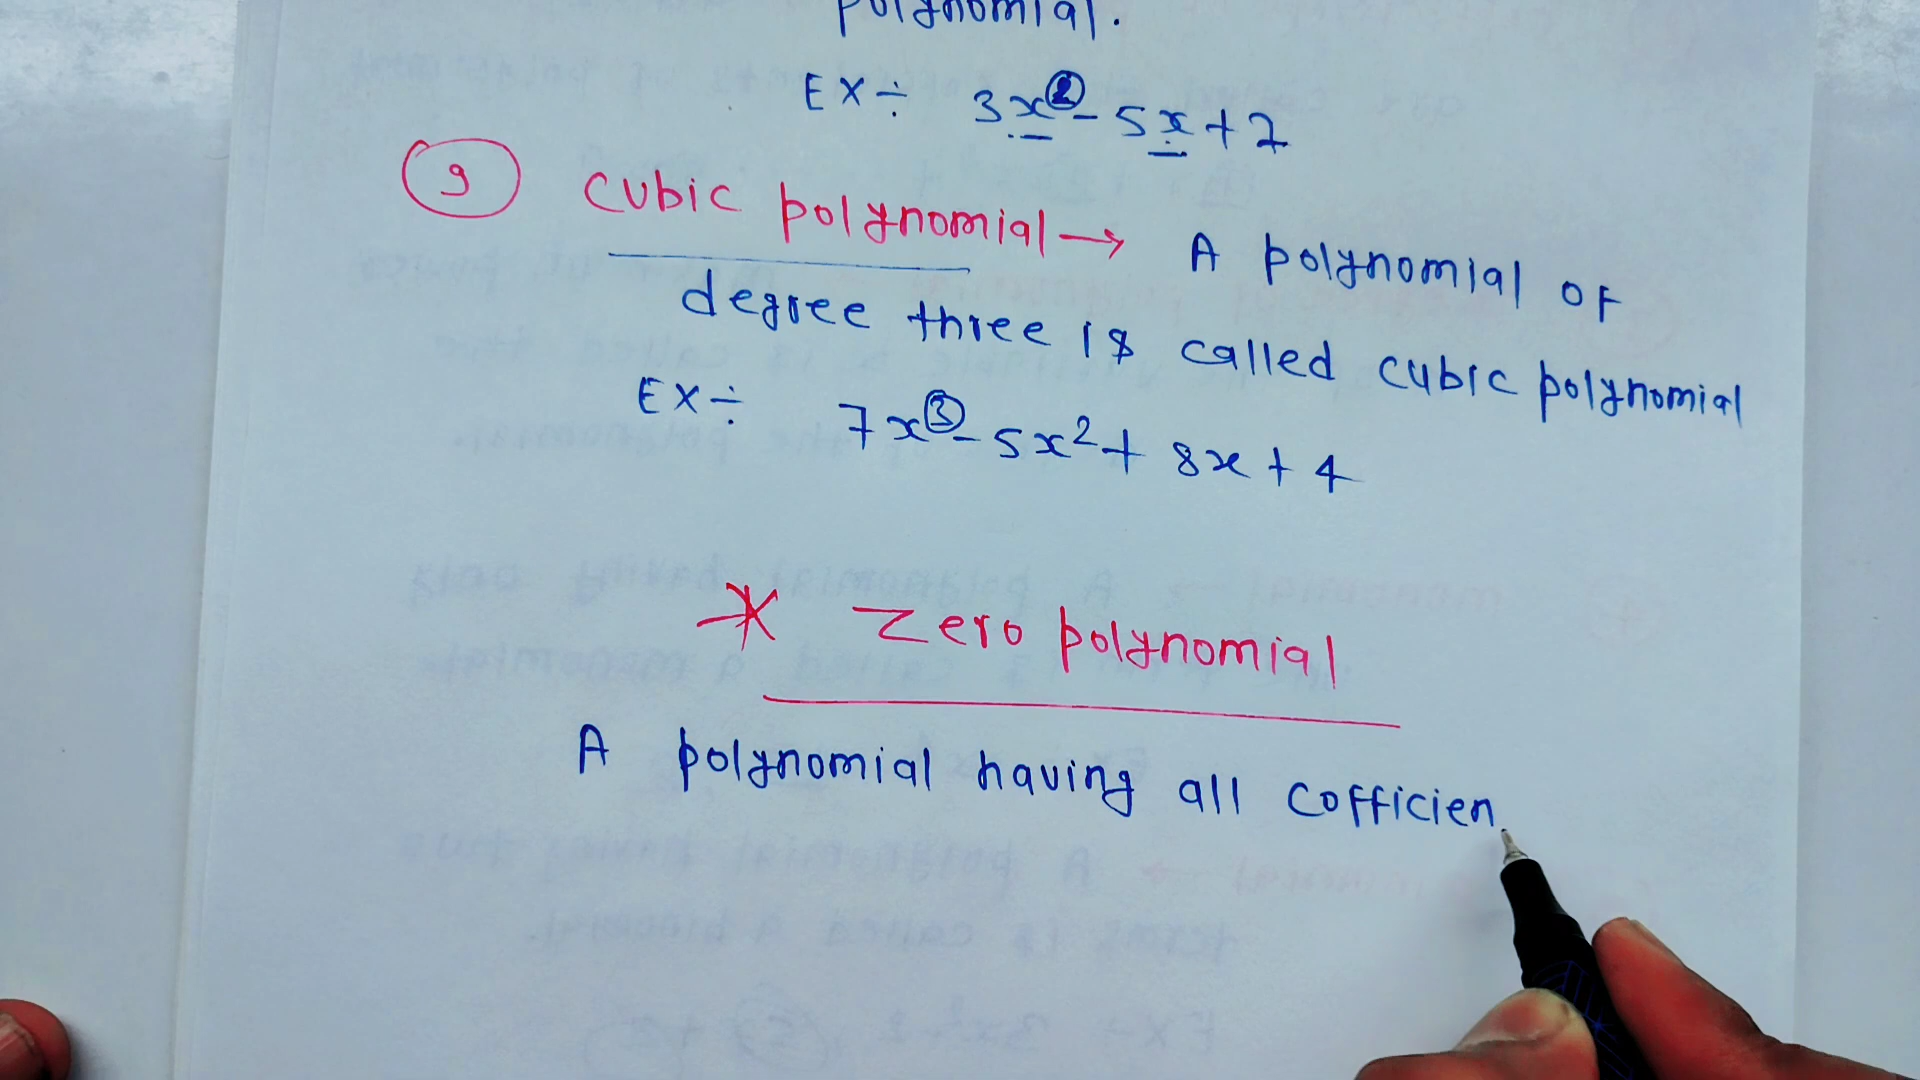 polynomial.
EX÷ 3x²-5x+7
9 cubic polynomial→ A polynomial OF
degree three is called cubic polynomial
EX÷ 7x³-5x²+8x+4
* Zero polynomial
A polynomial having all cofficien